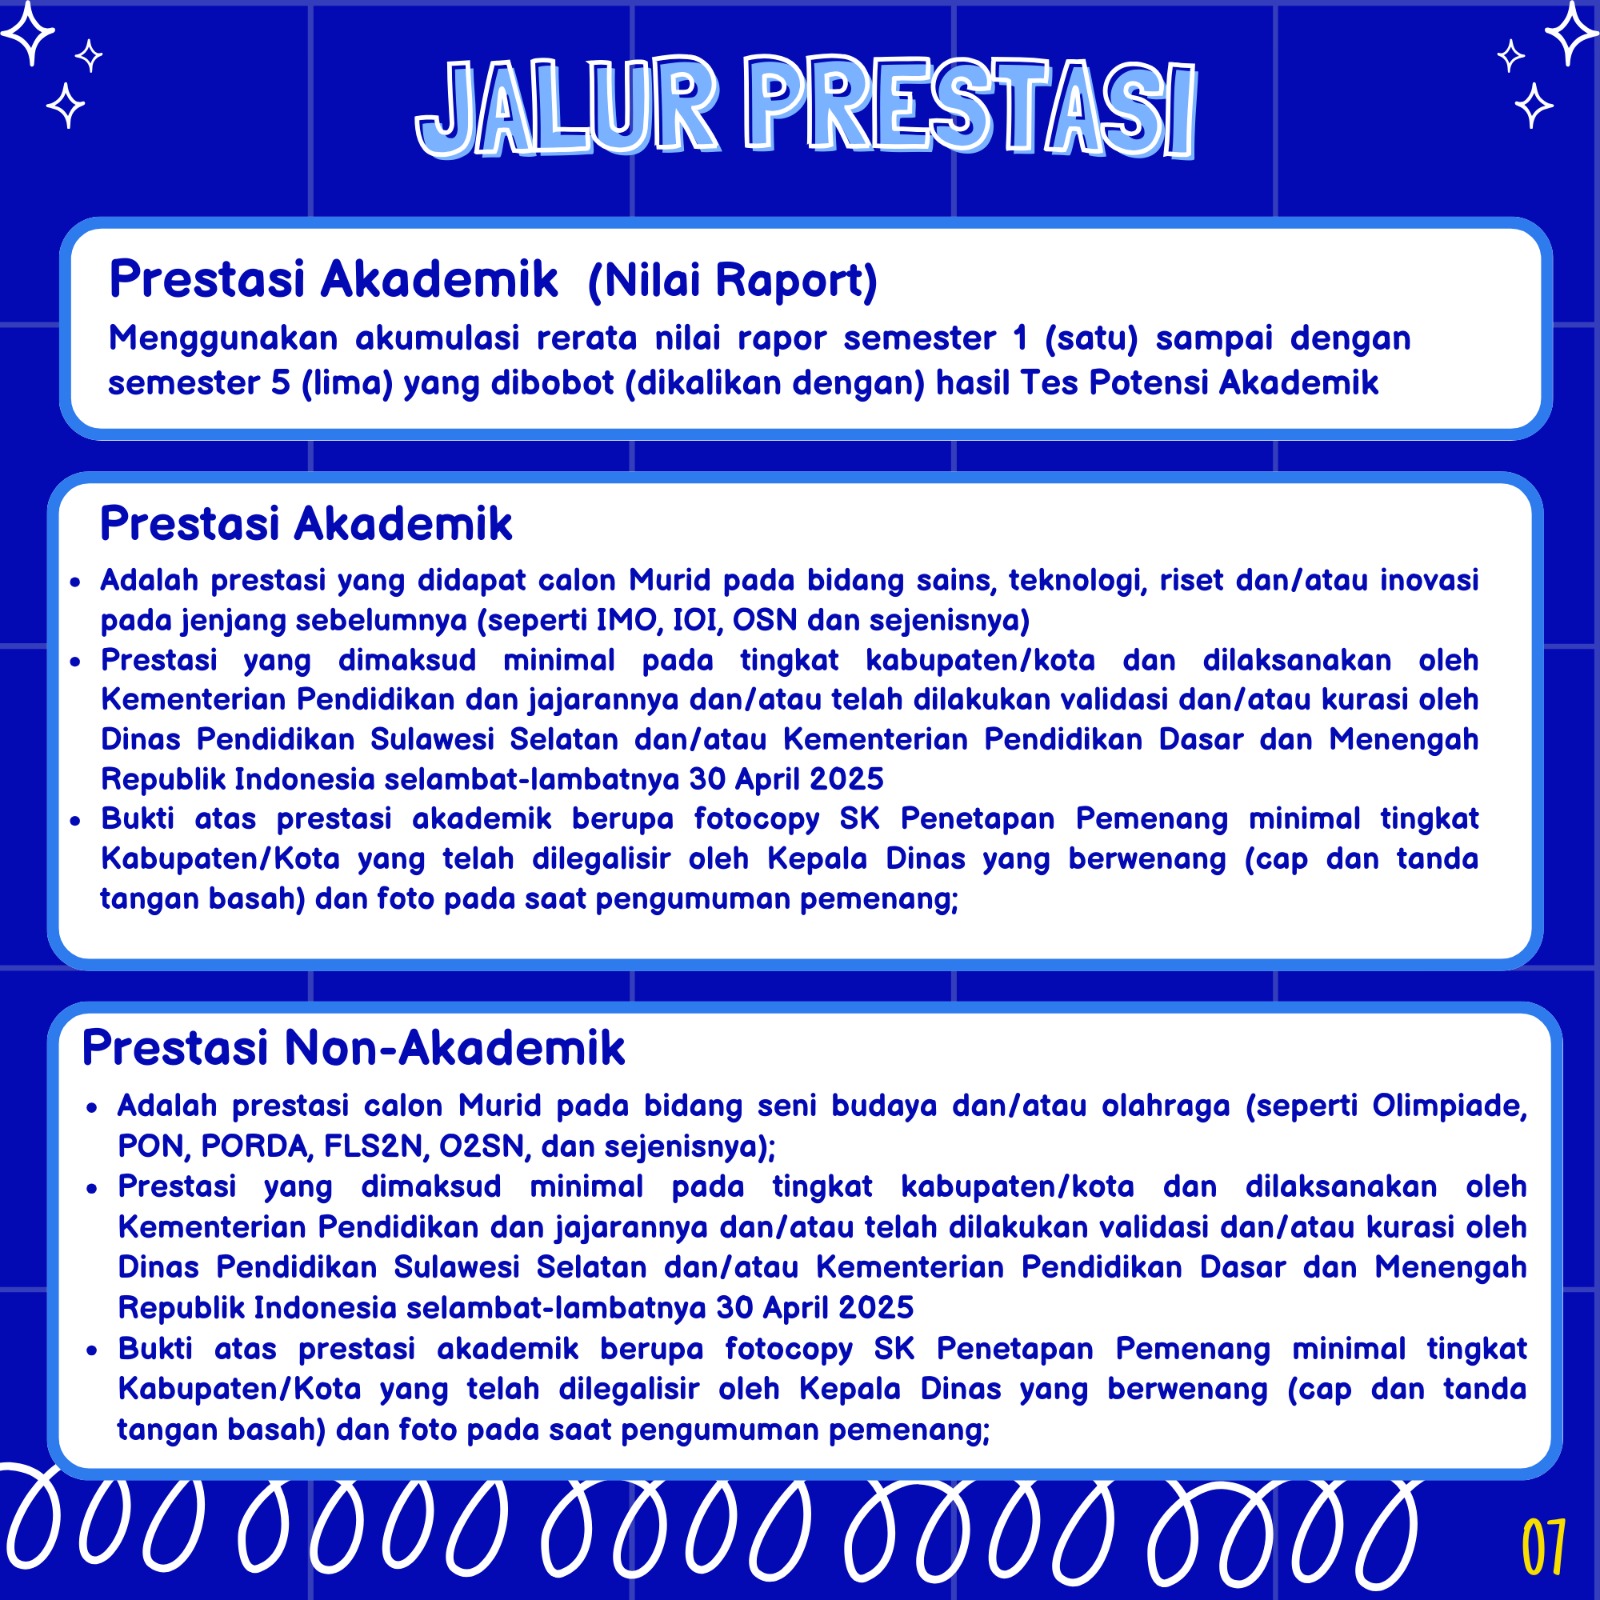 JALUR PRESTASI
Prestasi Akademik (Nilai Raport)
Menggunakan akumulasi rerata nilai rapor semester 1 (satu) sampai dengan
semester 5 (lima) yang dibobot (dikalikan dengan) hasil Tes Potensi Akademik
Prestasi Akademik
• Adalah prestasi yang didapat calon Murid pada bidang sains, teknologi, riset dan/atau inovasi
pada jenjang sebelumnya (seperti IMO, IOI, OSN dan sejenisnya)
• Prestasi yang dimaksud minimal pada tingkat kabupaten/kota dan dilaksanakan oleh
Kementerian Pendidikan dan jajarannya dan/atau telah dilakukan validasi dan/atau kurasi oleh
Dinas Pendidikan Sulawesi Selatan dan/atau Kementerian Pendidikan Dasar dan Menengah
Republik Indonesia selambat-lambatnya 30 April 2025
• Bukti atas prestasi akademik berupa fotocopy SK Penetapan Pemenang minimal tingkat
Kabupaten/Kota yang telah dilegalisir oleh Kepala Dinas yang berwenang (cap dan tanda
tangan basah) dan foto pada saat pengumuman pemenang;
Prestasi Non-Akademik
• Adalah prestasi calon Murid pada bidang seni budaya dan/atau olahraga (seperti Olimpiade,
PON, PORDA, FLS2N, O2SN, dan sejenisnya);
• Prestasi yang dimaksud minimal pada tingkat kabupaten/kota dan dilaksanakan oleh
Kementerian Pendidikan dan jajarannya dan/atau telah dilakukan validasi dan/atau kurasi oleh
Dinas Pendidikan Sulawesi Selatan dan/atau Kementerian Pendidikan Dasar dan Menengah
Republik Indonesia selambat-lambatnya 30 April 2025
• Bukti atas prestasi akademik berupa fotocopy SK Penetapan Pemenang minimal tingkat
Kabupaten/Kota yang telah dilegalisir oleh Kepala Dinas yang berwenang (cap dan tanda
tangan basah) dan foto pada saat pengumuman pemenang;
07